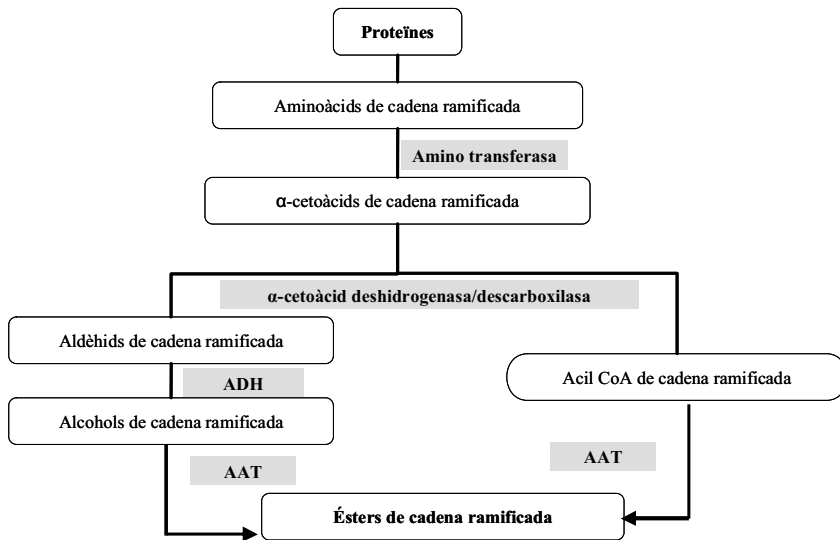 Proteïnes
Aminoàcids de cadena ramificada
Amino transferasa
α-cetoàcids de cadena ramificada
α-cetoàcid deshidrogenasa/descarboxilasa
Aldèhids de cadena ramificada
ADH
Acil CoA de cadena ramificada
Alcohols de cadena ramificada
AAT
AAT
Ésters de cadena ramificada